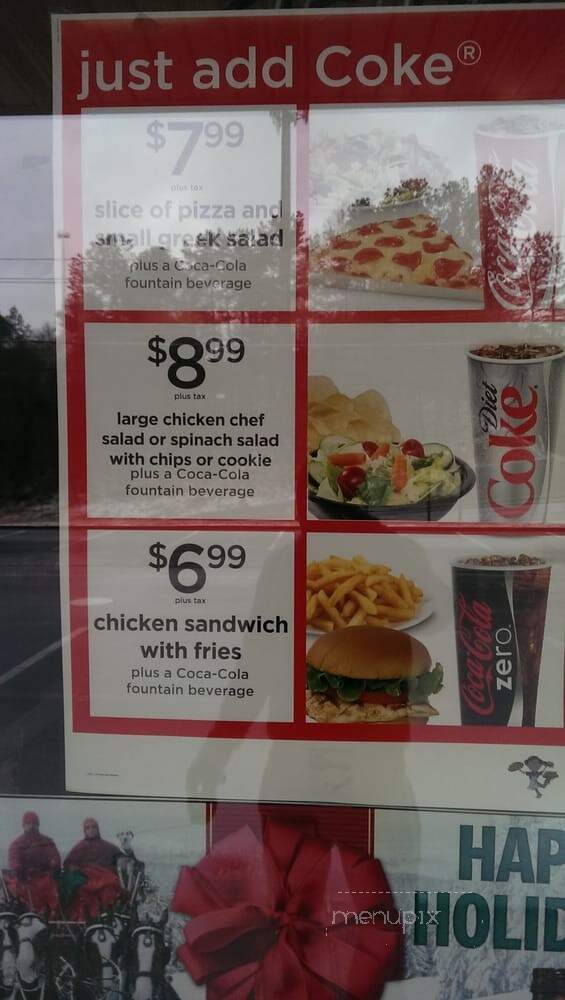 just add Coke®
$7.99
plus tax
slice of pizza and
small greek salad
plus a Coca-Cola
fountain beverage
Coca-Cola
$8.99
plus tax
large chicken chef
salad or spinach salad
with chips or cookie
plus a Coca-Cola
fountain beverage
Diet
Coke
$6.99
plus tax
chicken sandwich
with fries
plus a Coca-Cola
fountain beverage
Coca-Cola
zero
HAP
HOLID
menupix